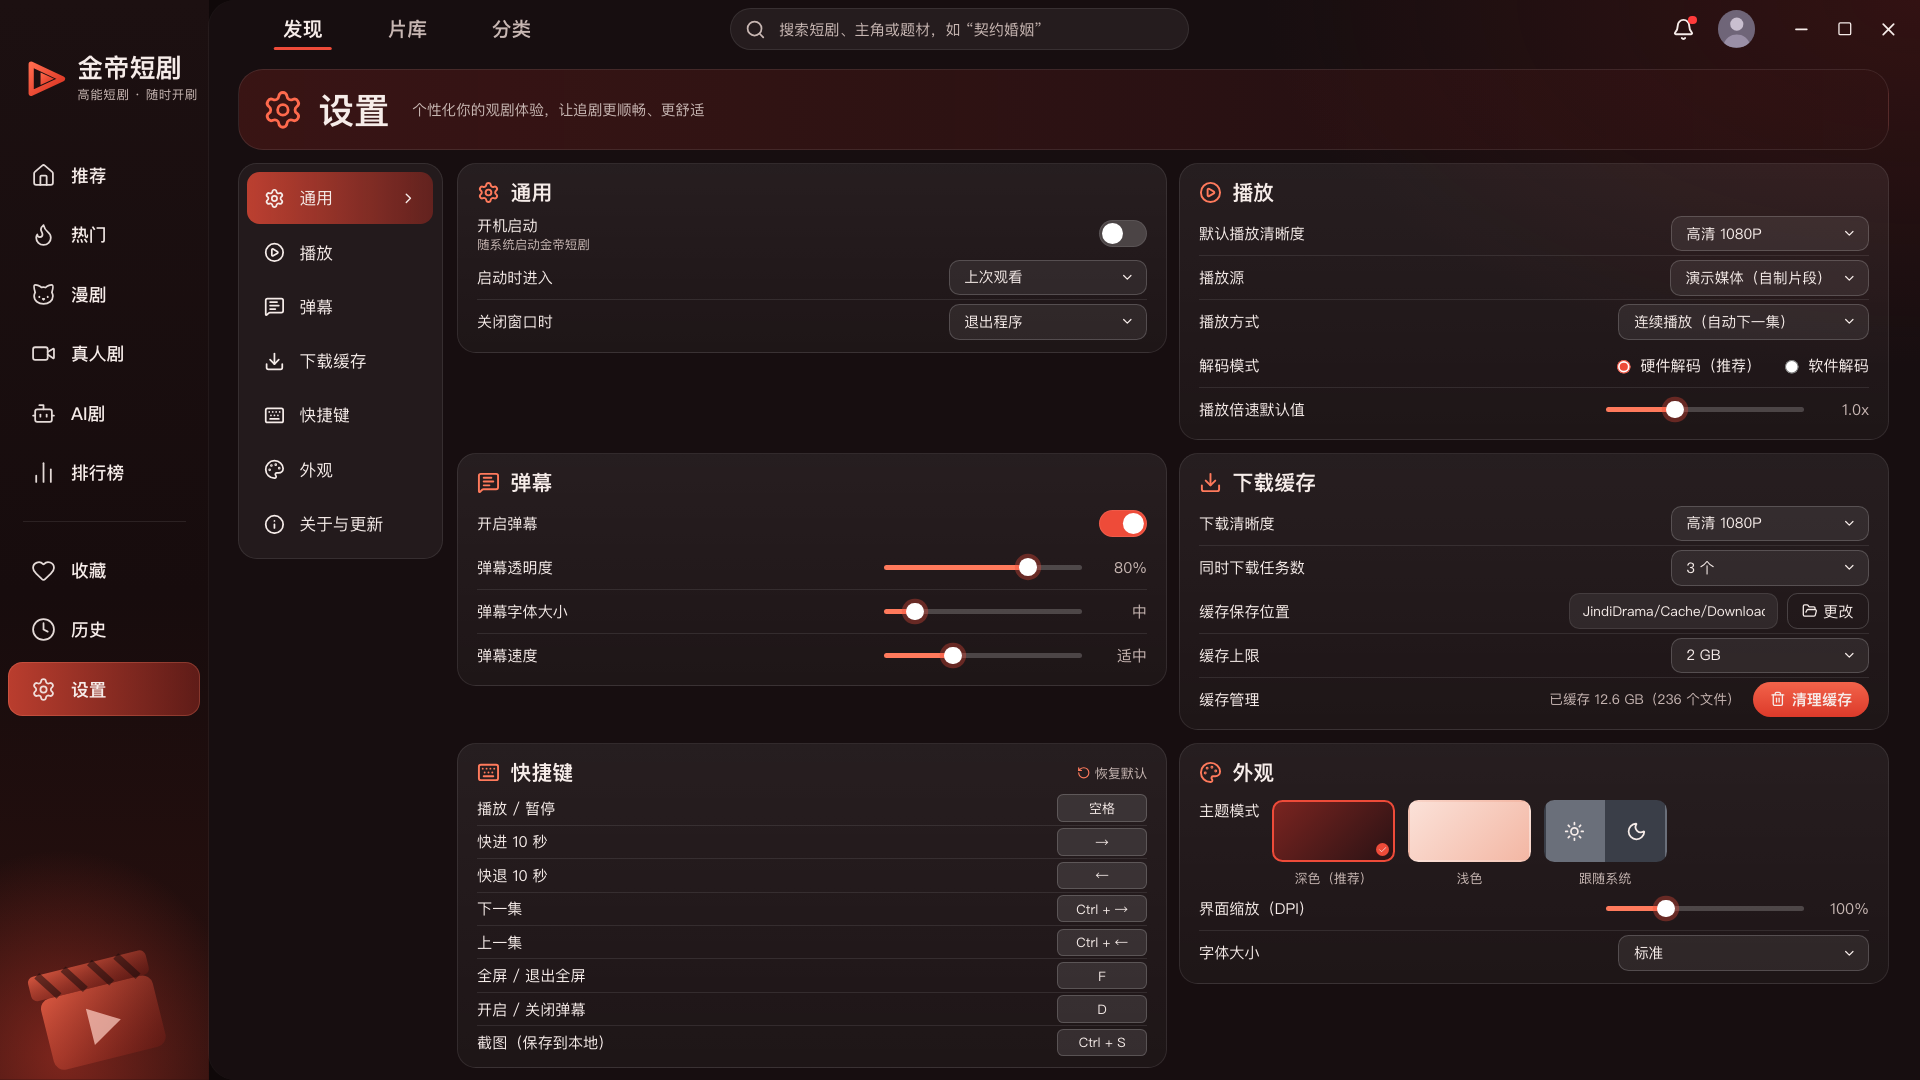 金帝短剧
高能短剧 · 随时开刷
推荐
热门
漫剧
真人剧
AI剧
排行榜
收藏
历史
设置
发现
片库
分类
搜索短剧、主角或题材，如 “契约婚姻”
设置
个性化你的观剧体验，让追剧更顺畅、更舒适
通用
播放
弹幕
下载缓存
快捷键
外观
关于与更新
通用
开机启动
随系统启动金帝短剧
启动时进入
上次观看
关闭窗口时
退出程序
播放
默认播放清晰度
高清 1080P
播放源
演示媒体（自制片段）
播放方式
连续播放（自动下一集）
解码模式
硬件解码（推荐）
软件解码
播放倍速默认值
1.0x
弹幕
开启弹幕
弹幕透明度
80%
弹幕字体大小
中
弹幕速度
适中
下载缓存
下载清晰度
高清 1080P
同时下载任务数
3 个
缓存保存位置
JindiDrama/Cache/Download
更改
缓存上限
2 GB
缓存管理
已缓存 12.6 GB（236 个文件）
清理缓存
快捷键
恢复默认
播放 / 暂停
空格
快进 10 秒
→
快退 10 秒
←
下一集
Ctrl + →
上一集
Ctrl + ←
全屏 / 退出全屏
F
开启 / 关闭弹幕
D
截图（保存到本地）
Ctrl + S
外观
主题模式
深色（推荐）
浅色
跟随系统
界面缩放（DPI）
100%
字体大小
标准